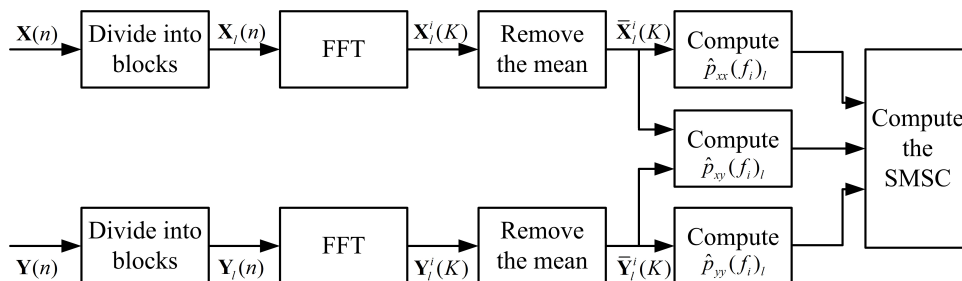 X(n)
Divide into
blocks
X_l(n)
FFT
X_l^i(K)
Remove
the mean
X̄_l^i(K)
Compute
p̂_xx(f_i)_l
Compute
p̂_xy(f_i)_l
Compute
the
SMSC
Y(n)
Divide into
blocks
Y_l(n)
FFT
Y_l^i(K)
Remove
the mean
Ȳ_l^i(K)
Compute
p̂_yy(f_i)_l